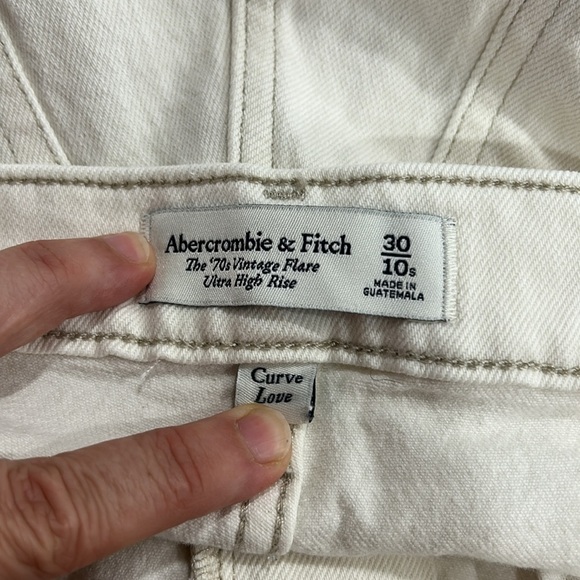 Abercrombie & Fitch
The '70s Vintage Flare
Ultra High Rise
30
10s
MADE IN
GUATEMALA
Curve
Love